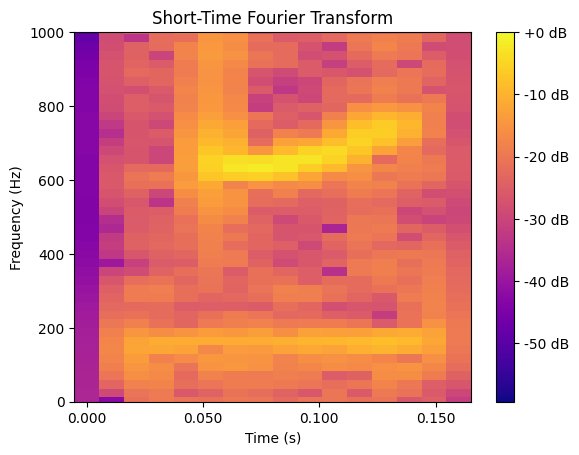 Short-Time Fourier Transform
1000
800
600
400
200
0
Frequency (Hz)
0.000
0.050
0.100
0.150
Time (s)
+0 dB
-10 dB
-20 dB
-30 dB
-40 dB
-50 dB